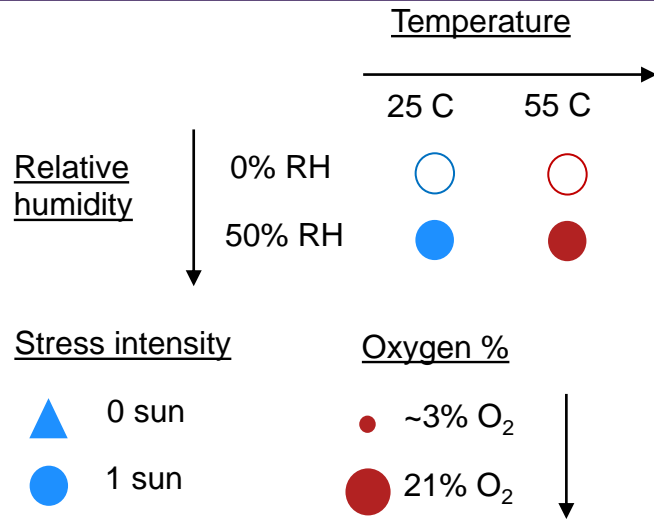 Temperature
25 C 55 C
Relative
humidity
0% RH
50% RH
Stress intensity
0 sun
1 sun
Oxygen %
~3% O₂
21% O₂